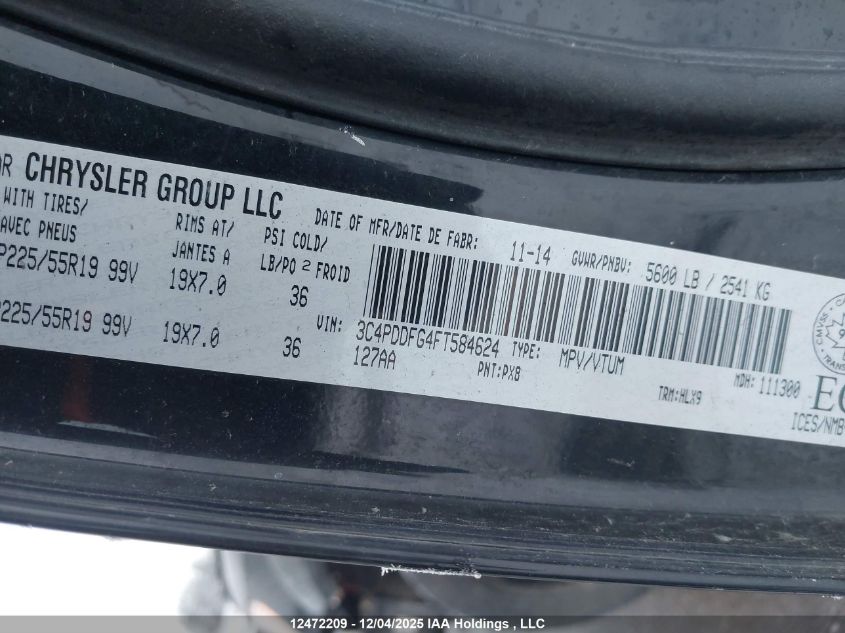 CHRYSLER GROUP LLC
WITH TIRES/
AVEC PNEUS
RIMS AT/
JANTES A
PSI COLD/
LB/PO² FROID
P225/55R19 99V
19X7.0
36
P225/55R19 99V
19X7.0
36
DATE OF MFR/DATE DE FABR: 11-14
GVWR/PNBV: 5600 LB / 2541 KG
VIN: 3C4PDDFG4FT584624
TYPE: MPV/VTUM
127AA
PNT:PX8
TRM:HLX9
MDH: 111300
ICES/NMB
12472209 - 12/04/2025 IAA Holdings , LLC